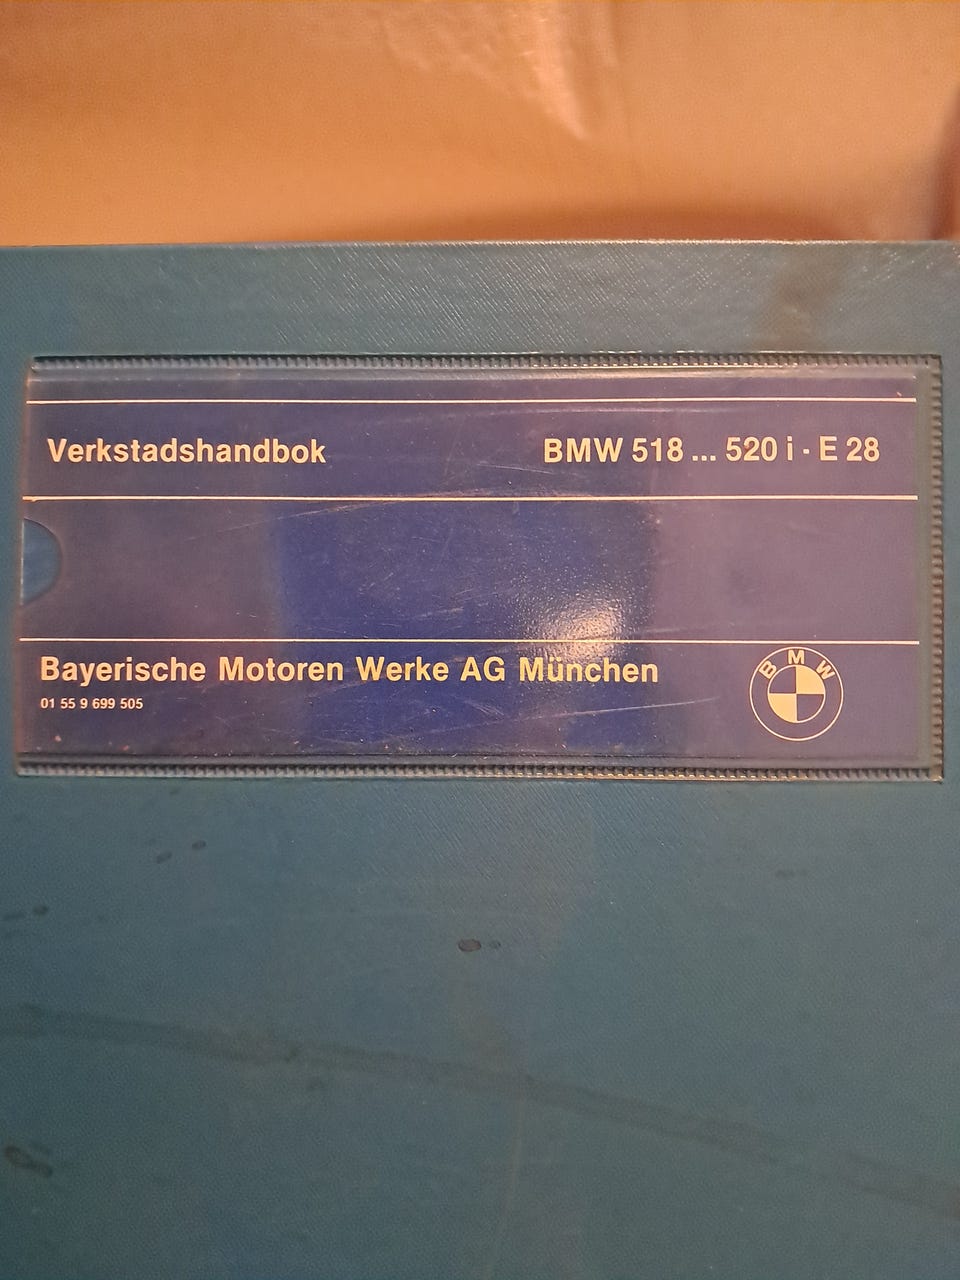 Verkstadshandbok BMW 518 ... 520 i - E 28
Bayerische Motoren Werke AG München
01 55 9 699 505
BMW